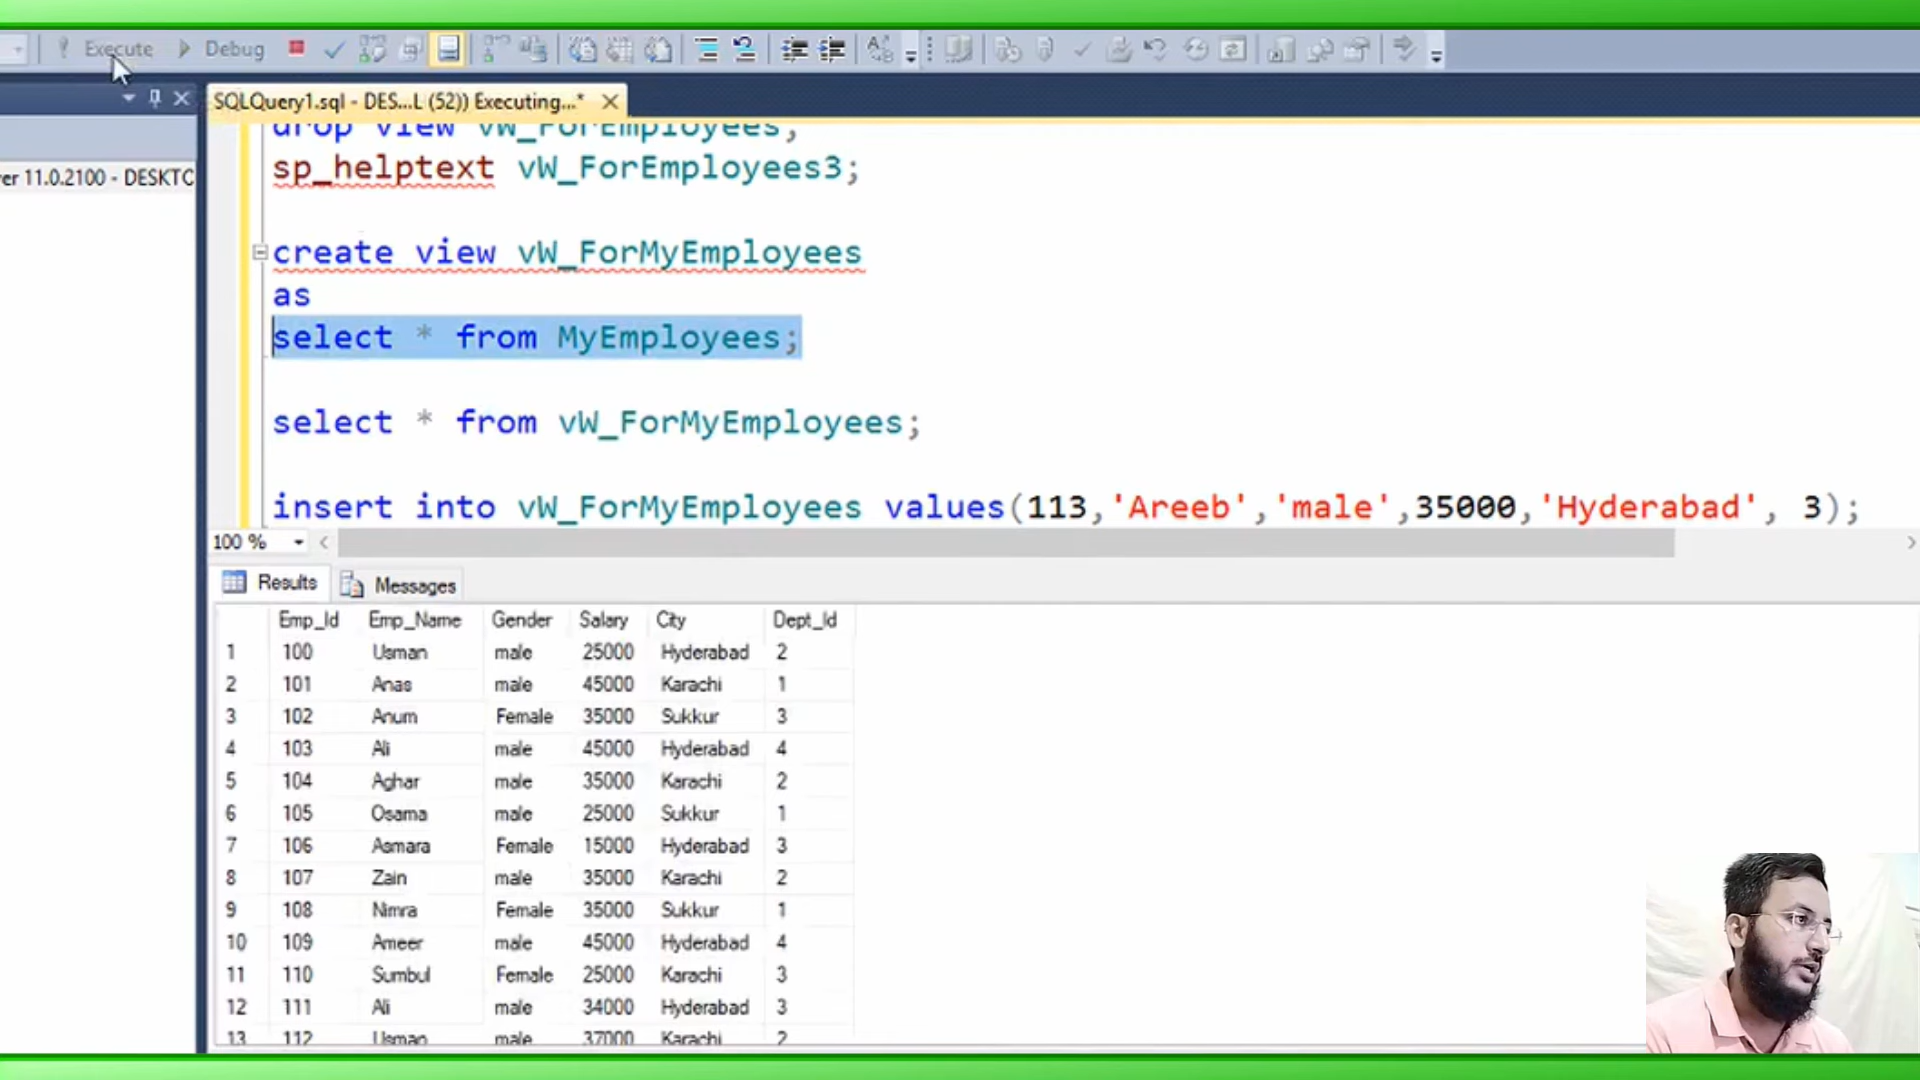 Execute Debug
SQLQuery1.sql - DES...L (52)) Executing...*
drop view vW_ForEmployees;
er 11.0.2100 - DESKTO
sp_helptext vW_ForEmployees3;
create view vW_ForMyEmployees
as
select * from MyEmployees;
select * from vW_ForMyEmployees;
insert into vW_ForMyEmployees values(113,'Areeb','male',35000,'Hyderabad', 3);
100 %
Results Messages
Emp_Id Emp_Name Gender Salary City Dept_Id
1 100 Usman male 25000 Hyderabad 2
2 101 Anas male 45000 Karachi 1
3 102 Anum Female 35000 Sukkur 3
4 103 Ali male 45000 Hyderabad 4
5 104 Aghar male 35000 Karachi 2
6 105 Osama male 25000 Sukkur 1
7 106 Asmara Female 15000 Hyderabad 3
8 107 Zain male 35000 Karachi 2
9 108 Nimra Female 35000 Sukkur 1
10 109 Ameer male 45000 Hyderabad 4
11 110 Sumbul Female 25000 Karachi 3
12 111 Ali male 34000 Hyderabad 3
13 112 Usman male 37000 Karachi 2